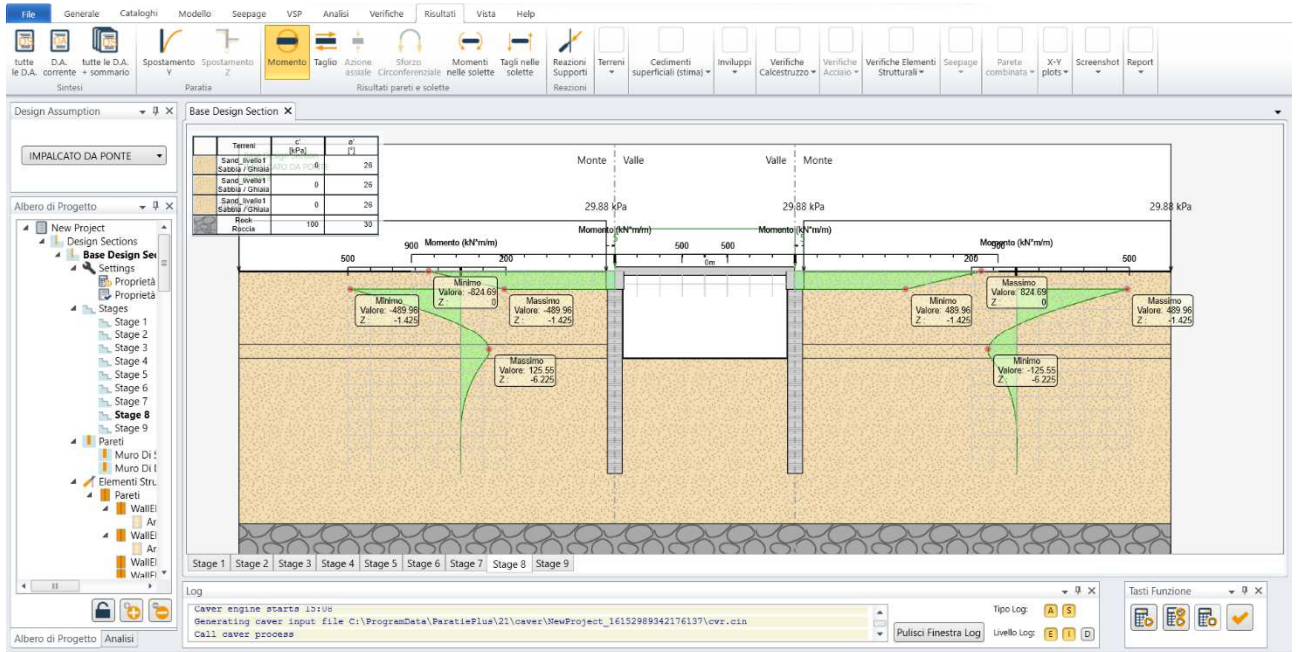 File Generale Cataloghi Modello Seepage VSP Analisi Verifiche Risultati Vista Help
tutte le D.A.
D.A. corrente
tutte le D.A. + sommario
Spostamento Y
Spostamento Z
Momento
Taglio
Azione assiale
Sforzo Circonferenziale
Momenti nelle solette
Tagli nelle solette
Reazioni Supporti
Terreni
Cedimenti superficiali (stima)
Inviluppi
Verifiche Calcestruzzo
Verifiche Acciaio
Verifiche Elementi Strutturali
Seepage
Parete combinata
X-Y plots
Screenshot
Report
Sintesi Paratia Risultati pareti e solette Reazioni
Design Assumption
IMPALCATO DA PONTE
Albero di Progetto
New Project
Design Sections
Base Design Sei
Settings
Proprietà
Proprietà
Stages
Stage 1
Stage 2
Stage 3
Stage 4
Stage 5
Stage 6
Stage 7
Stage 8
Stage 9
Pareti
Muro Di
Muro Di
Elementi Stru
Pareti
WallEl
Ar
WallEl
Ar
WallEl
WallEl
Albero di Progetto Analisi
Base Design Section
Terreni c' [kPa] ø' [°]
Sand_livello1 Sabbia / Ghiaia 0 26
Sand_livello1 Sabbia / Ghiaia 0 26
Sand_livello1 Sabbia / Ghiaia 0 26
Rock Roccia 100 30
Monte Valle Valle Monte
29.88 kPa 29.88 kPa 29.88 kPa
Momento (kN*m/m) Momento (kN*m/m)
900 Momento (kN*m/m) 500 500 Momento (kN*m/m)
500 200 0m 200 500
Minimo
Valore: -824.69
Z : 0
Minimo
Valore: -489.96
Z : -1.425
Massimo
Valore: -489.96
Z : -1.425
Massimo
Valore: 125.55
Z : -6.225
Massimo
Valore: 824.69
Z : 0
Minimo
Valore: 489.96
Z : -1.425
Massimo
Valore: 489.96
Z : -1.425
Minimo
Valore: -125.55
Z : -6.225
Stage 1 Stage 2 Stage 3 Stage 4 Stage 5 Stage 6 Stage 7 Stage 8 Stage 9
Log
Caver engine starts 15:08
Generating caver input file C:\ProgramData\ParatiePlus\21\caver\NewProject_16152989342176137\cvr.cin
Call caver process
Pulisci Finestra Log
Tipo Log: A S
Livello Log: E I D
Tasti Funzione